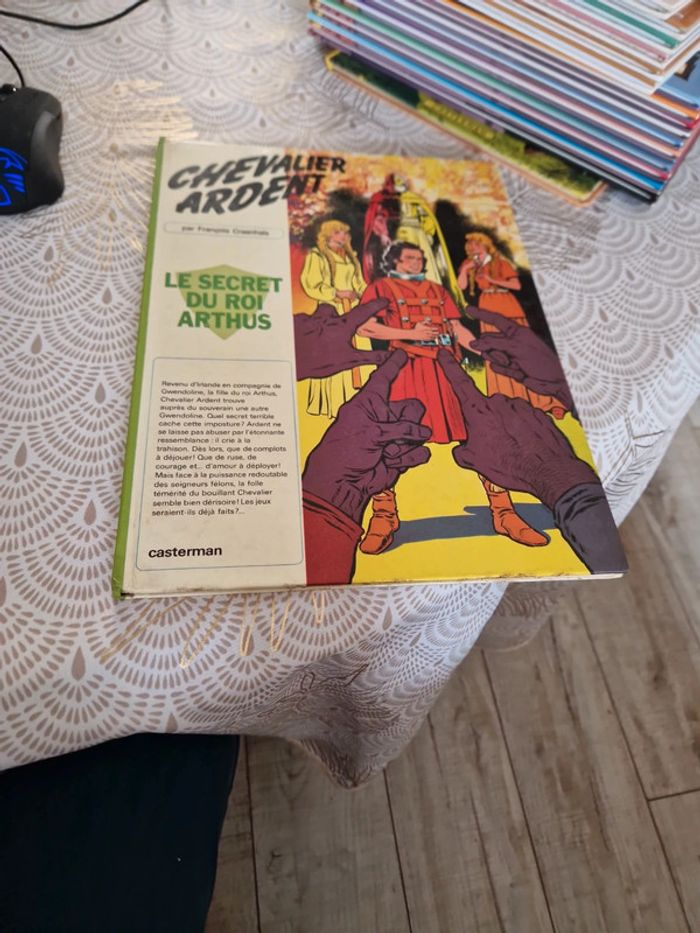 CHEVALIER
ARDENT
par François Craenhals
LE SECRET
DU ROI
ARTHUS
Revenu d'Irlande en compagnie de
Gwendoline, la fille du roi Arthus,
Chevalier Ardent trouve
auprès du souverain une autre
Gwendoline. Quel secret terrible
cache cette imposture? Ardent ne
se laisse pas abuser par l'étonnante
ressemblance : il crie à la
trahison. Dès lors, que de complots
à déjouer! Que de ruse, de
courage et... d'amour à déployer!
Mais face à la puissance redoutable
des seigneurs félons, la folle
témérité du bouillant Chevalier
semble bien dérisoire! Les jeux
seraient-ils déjà faits?...
casterman